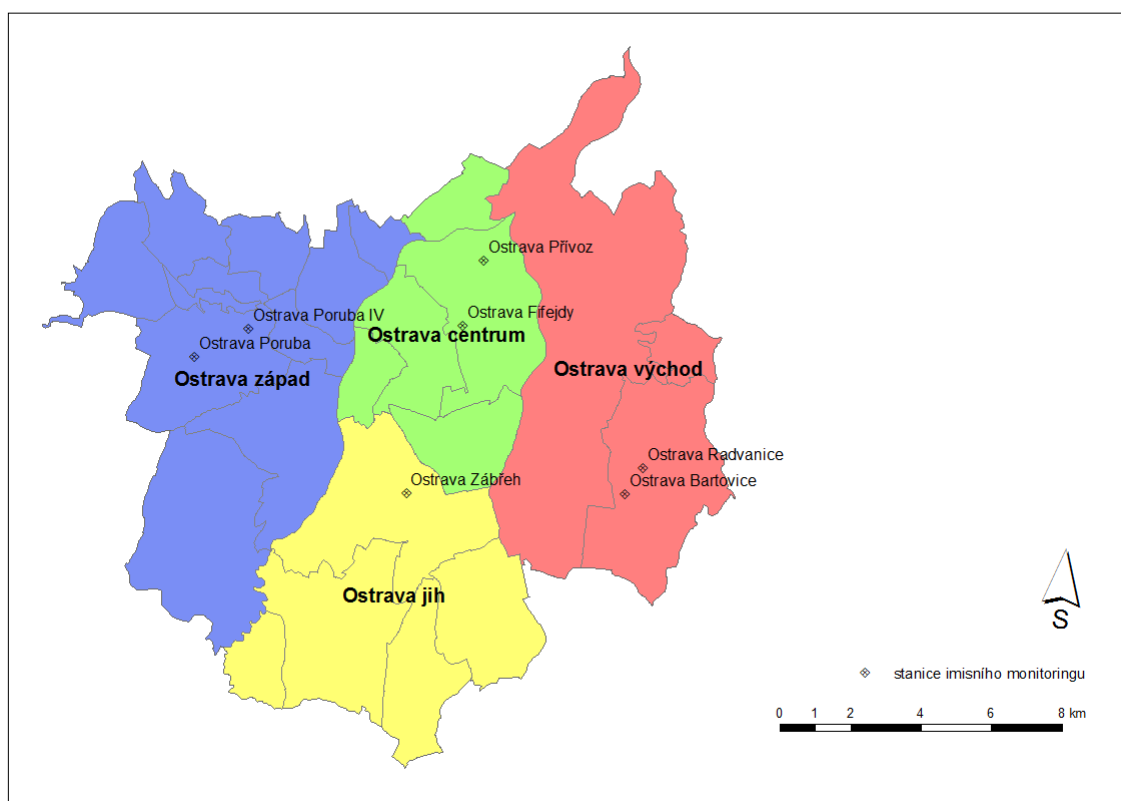 Ostrava Přívoz
Ostrava Poruba IV
Ostrava Fifejdy
Ostrava centrum
Ostrava Poruba
Ostrava západ
Ostrava východ
Ostrava Radvanice
Ostrava Zábřeh
Ostrava Bartovice
Ostrava jih
S
stanice imisního monitoringu
0 1 2 4 6 8 km